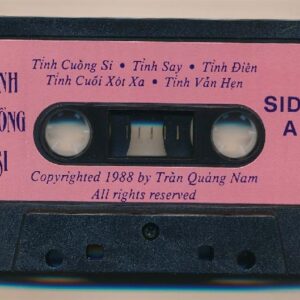 Tình Cuồng Si • Tình Say • Tình Điên
Tình Cuối Xót Xa • Tình Vẫn Hẹn
SID
A
Copyrighted 1988 by Trần Quảng Nam
All rights reserved